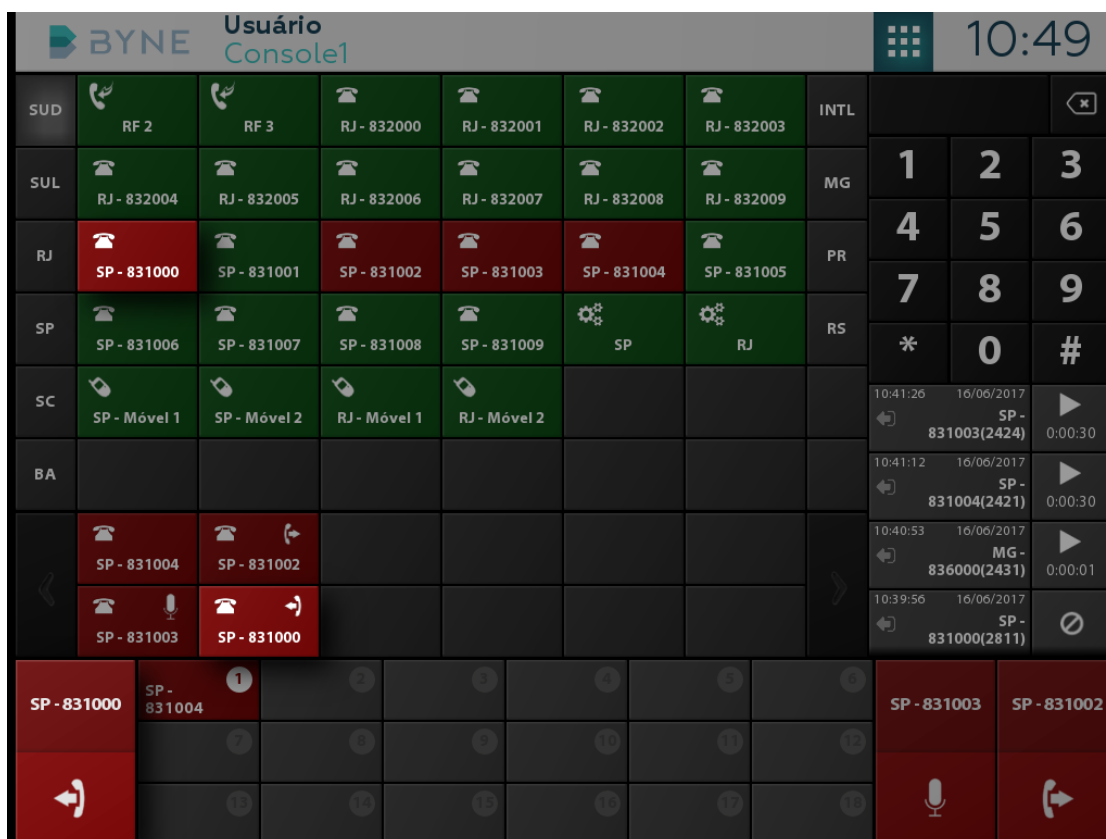 BYNE
Usuário
Console1
10:49
SUD
RF 2
RF 3
RJ - 832000
RJ - 832001
RJ - 832002
RJ - 832003
INTL
SUL
RJ - 832004
RJ - 832005
RJ - 832006
RJ - 832007
RJ - 832008
RJ - 832009
MG
RJ
SP - 831000
SP - 831001
SP - 831002
SP - 831003
SP - 831004
SP - 831005
PR
SP
SP - 831006
SP - 831007
SP - 831008
SP - 831009
SP
RJ
RS
SC
SP - Móvel 1
SP - Móvel 2
RJ - Móvel 1
RJ - Móvel 2
BA
SP - 831004
SP - 831002
SP - 831003
SP - 831000
1 2 3
4 5 6
7 8 9
* 0 #
10:41:26 16/06/2017
SP -
831003(2424)
0:00:30
10:41:12 16/06/2017
SP -
831004(2421)
0:00:30
10:40:53 16/06/2017
MG -
836000(2431)
0:00:01
10:39:56 16/06/2017
SP -
831000(2811)
SP - 831000
SP -
831004
1
2
3
4
5
6
7
8
9
10
11
12
13
14
15
16
17
18
SP - 831003
SP - 831002